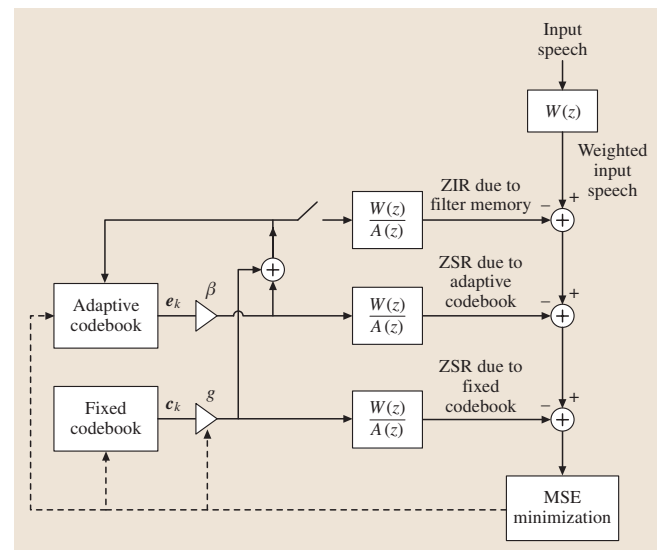 Input
speech
W(z)
Weighted
input
speech
ZIR due to
filter memory
−
+
W(z)
A(z)
+
+
ZSR due to
adaptive
codebook
−
+
Adaptive
codebook
e_k
β
W(z)
A(z)
+
ZSR due to
fixed
codebook
−
+
Fixed
codebook
c_k
g
W(z)
A(z)
+
MSE
minimization